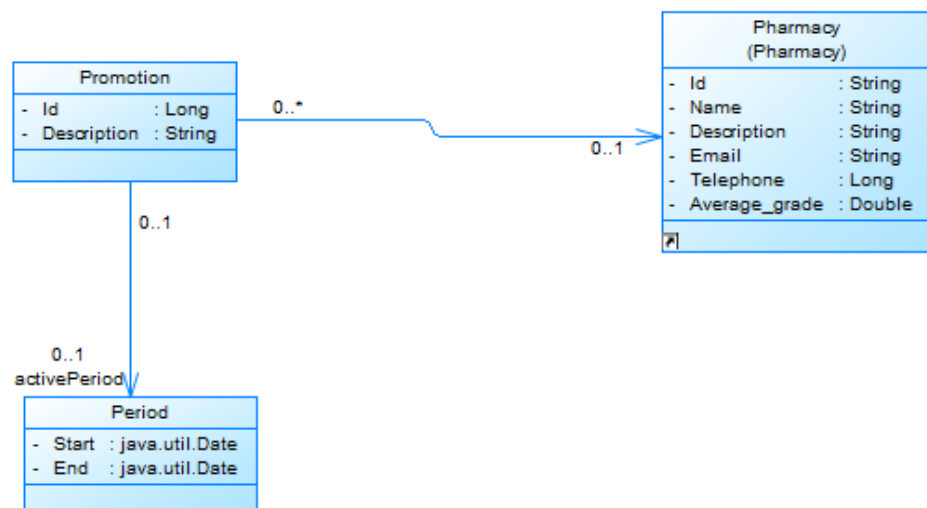 Promotion
- Id : Long
- Description : String
0..*
0..1
Pharmacy
(Pharmacy)
- Id : String
- Name : String
- Description : String
- Email : String
- Telephone : Long
- Average_grade : Double
0..1
0..1
activePeriod
Period
- Start : java.util.Date
- End : java.util.Date